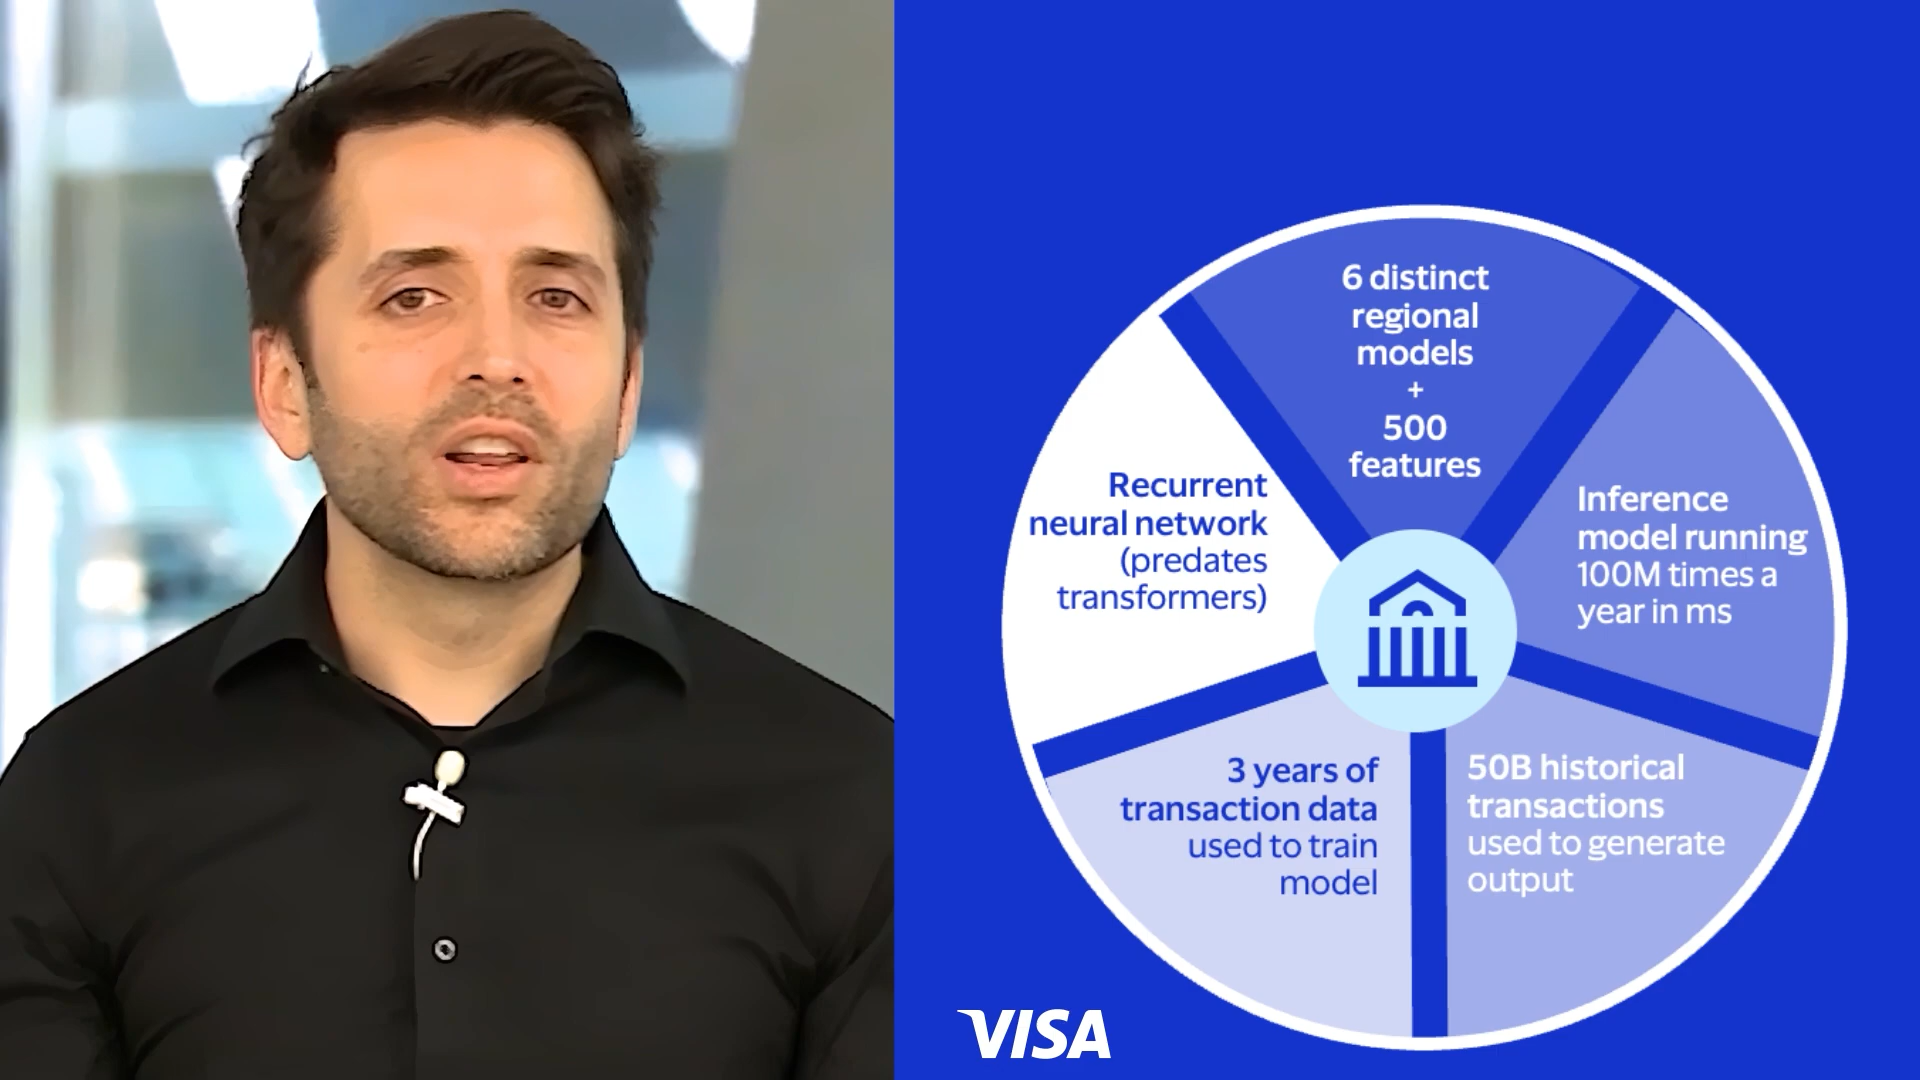 6 distinct
regional
models
+
500
features
Inference
model running
100M times a
year in ms
50B historical
transactions
used to generate
output
3 years of
transaction data
used to train
model
Recurrent
neural network
(predates
transformers)
VISA